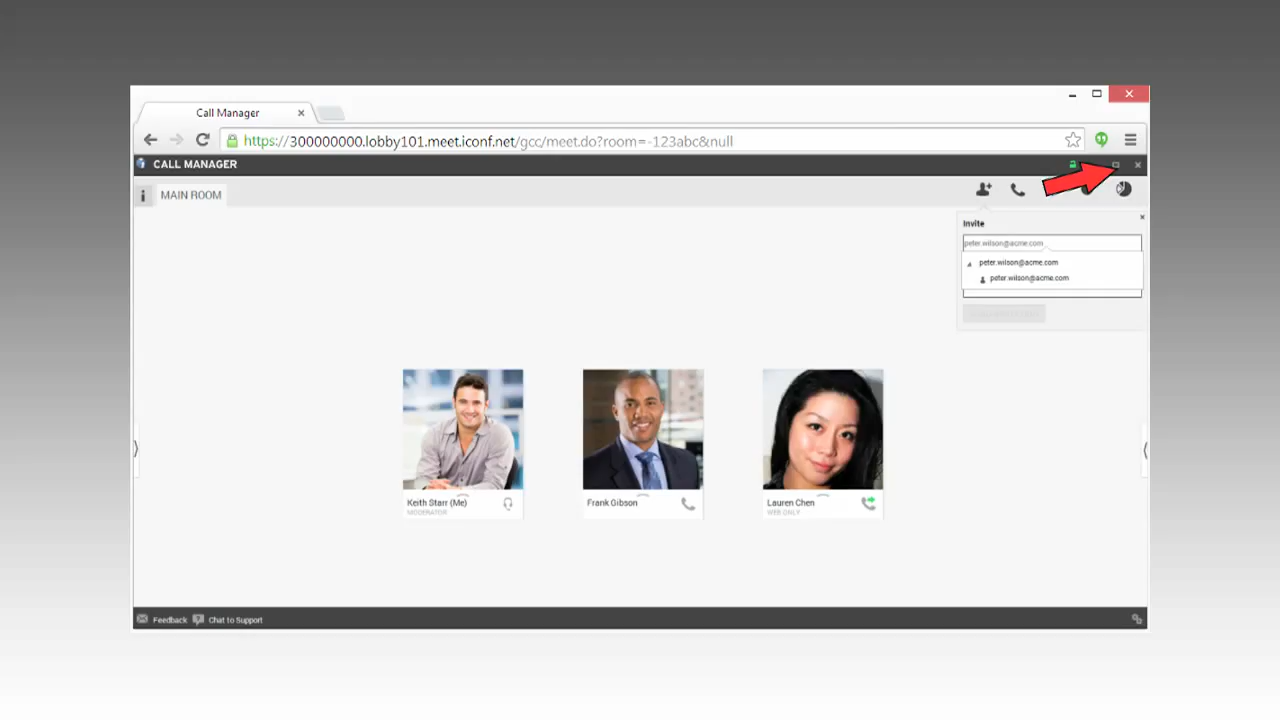 Call Manager
https://300000000.lobby101.meet.iconf.net/gcc/meet.do?room=-123abc&null
CALL MANAGER
MAIN ROOM
Invite
peter.wilson@acme.com
peter.wilson@acme.com
peter.wilson@acme.com
Keith Starr (Me)
MODERATOR
Frank Gibson
Lauren Chen
WEB ONLY
Feedback
Chat to Support